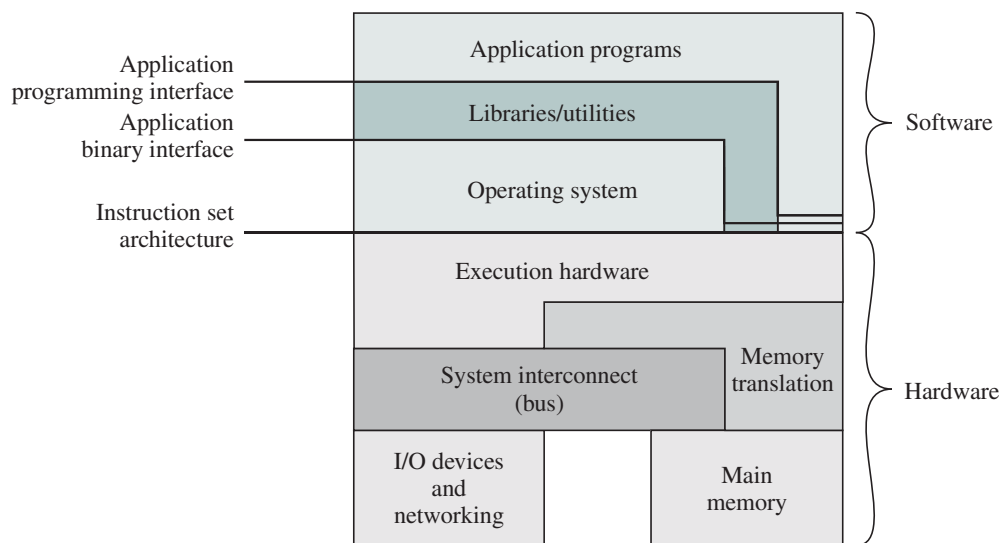 Application programs
Application
programming interface
Libraries/utilities
Application
binary interface
Software
Operating system
Instruction set
architecture
Execution hardware
Memory
translation
System interconnect
(bus)
Hardware
I/O devices
and
networking
Main
memory